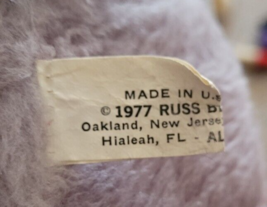 MADE IN U.S
© 1977 RUSS B
Oakland, New Jerse
Hialeah, FL - AL